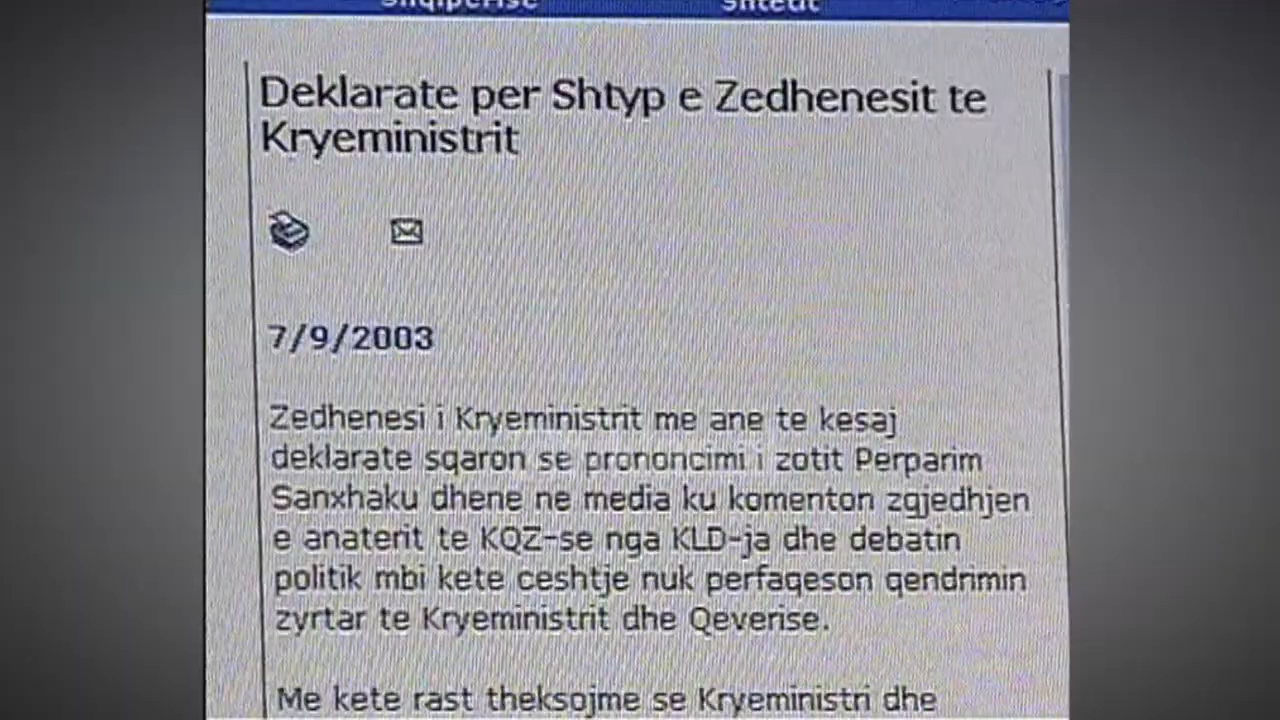 Shqiperise Shtetit
Deklarate per Shtyp e Zedhenesit te
Kryeministrit
7/9/2003
Zedhenesi i Kryeministrit me ane te kesaj
deklarate sqaron se prononcimi i zotit Perparim
Sanxhaku dhene ne media ku komenton zgjedhjen
e anaterit te KQZ-se nga KLD-ja dhe debatin
politik mbi kete ceshtje nuk perfaqeson qendrimin
zyrtar te Kryeministrit dhe Qeverise.
Me kete rast theksojme se Kryeministri dhe